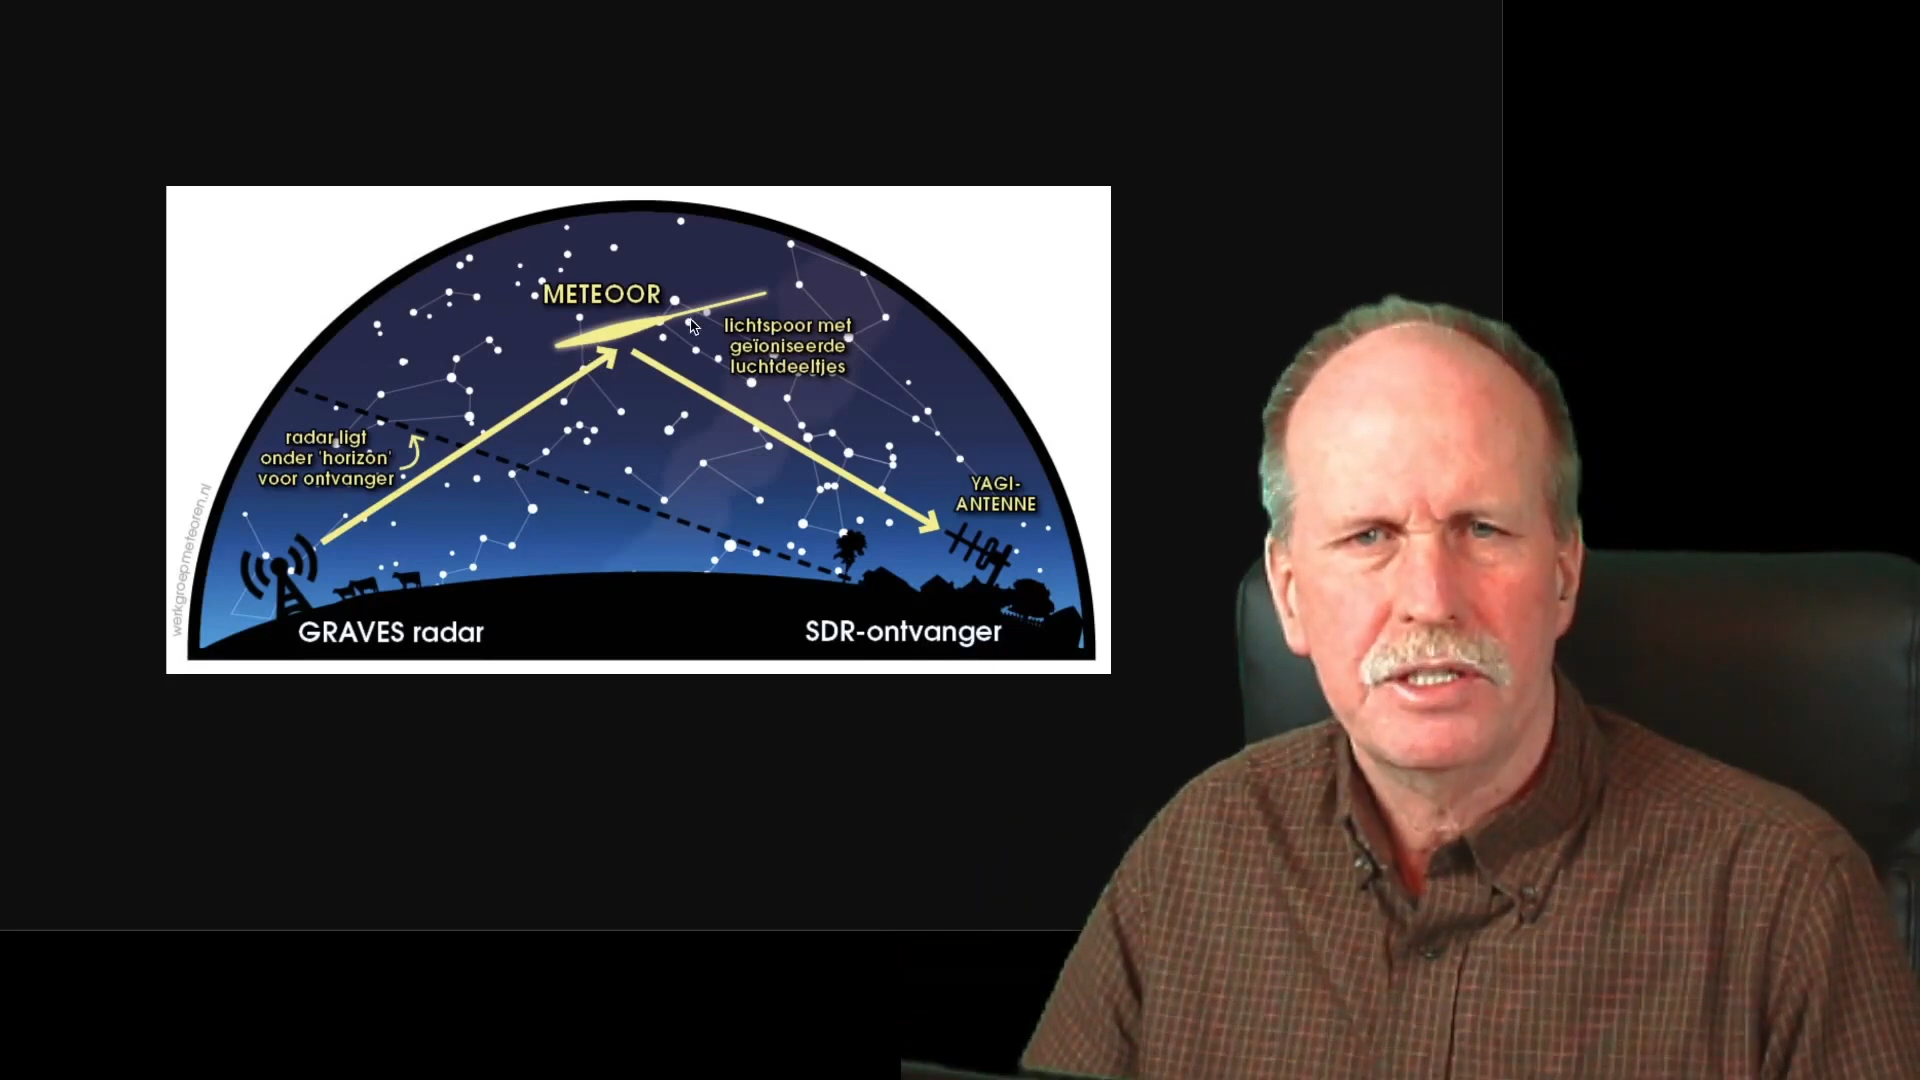 METEOOR
lichtspoor met
geïoniseerde
luchtdeeltjes
radar ligt
onder 'horizon'
voor ontvanger
YAGI-
ANTENNE
werkgroepmeteoren.nl
GRAVES radar
SDR-ontvanger